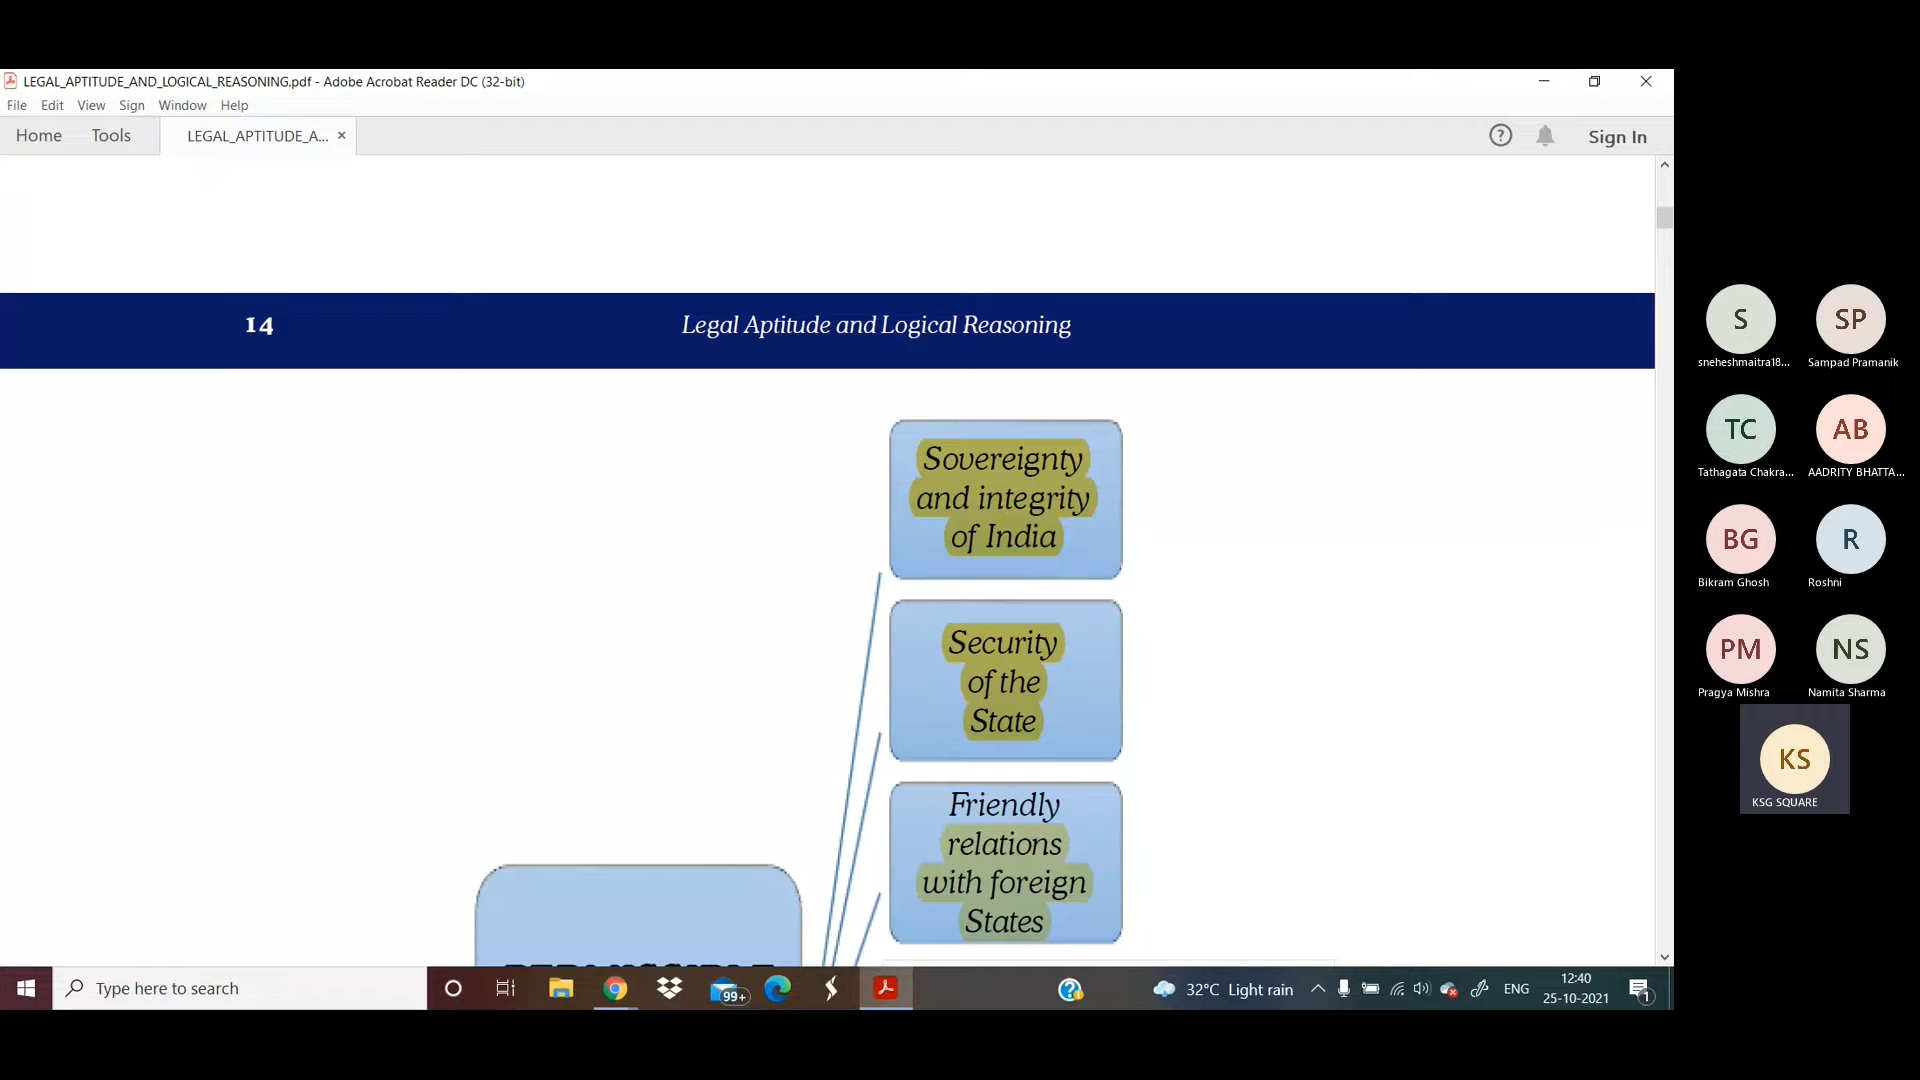 LEGAL_APTITUDE_AND_LOGICAL_REASONING.pdf - Adobe Acrobat Reader DC (32-bit)
File Edit View Sign Window Help
Home Tools LEGAL_APTITUDE_A... × ? Sign In
14 Legal Aptitude and Logical Reasoning
Sovereignty
and integrity
of India
Security
of the
State
Friendly
relations
with foreign
States
S SP
sneheshmaitra18... Sampad Pramanik
TC AB
Tathagata Chakra... AADRITY BHATTA...
BG R
Bikram Ghosh Roshni
PM NS
Pragya Mishra Namita Sharma
KS
KSG SQUARE
Type here to search 99+ 32°C Light rain ENG 12:40
25-10-2021 1